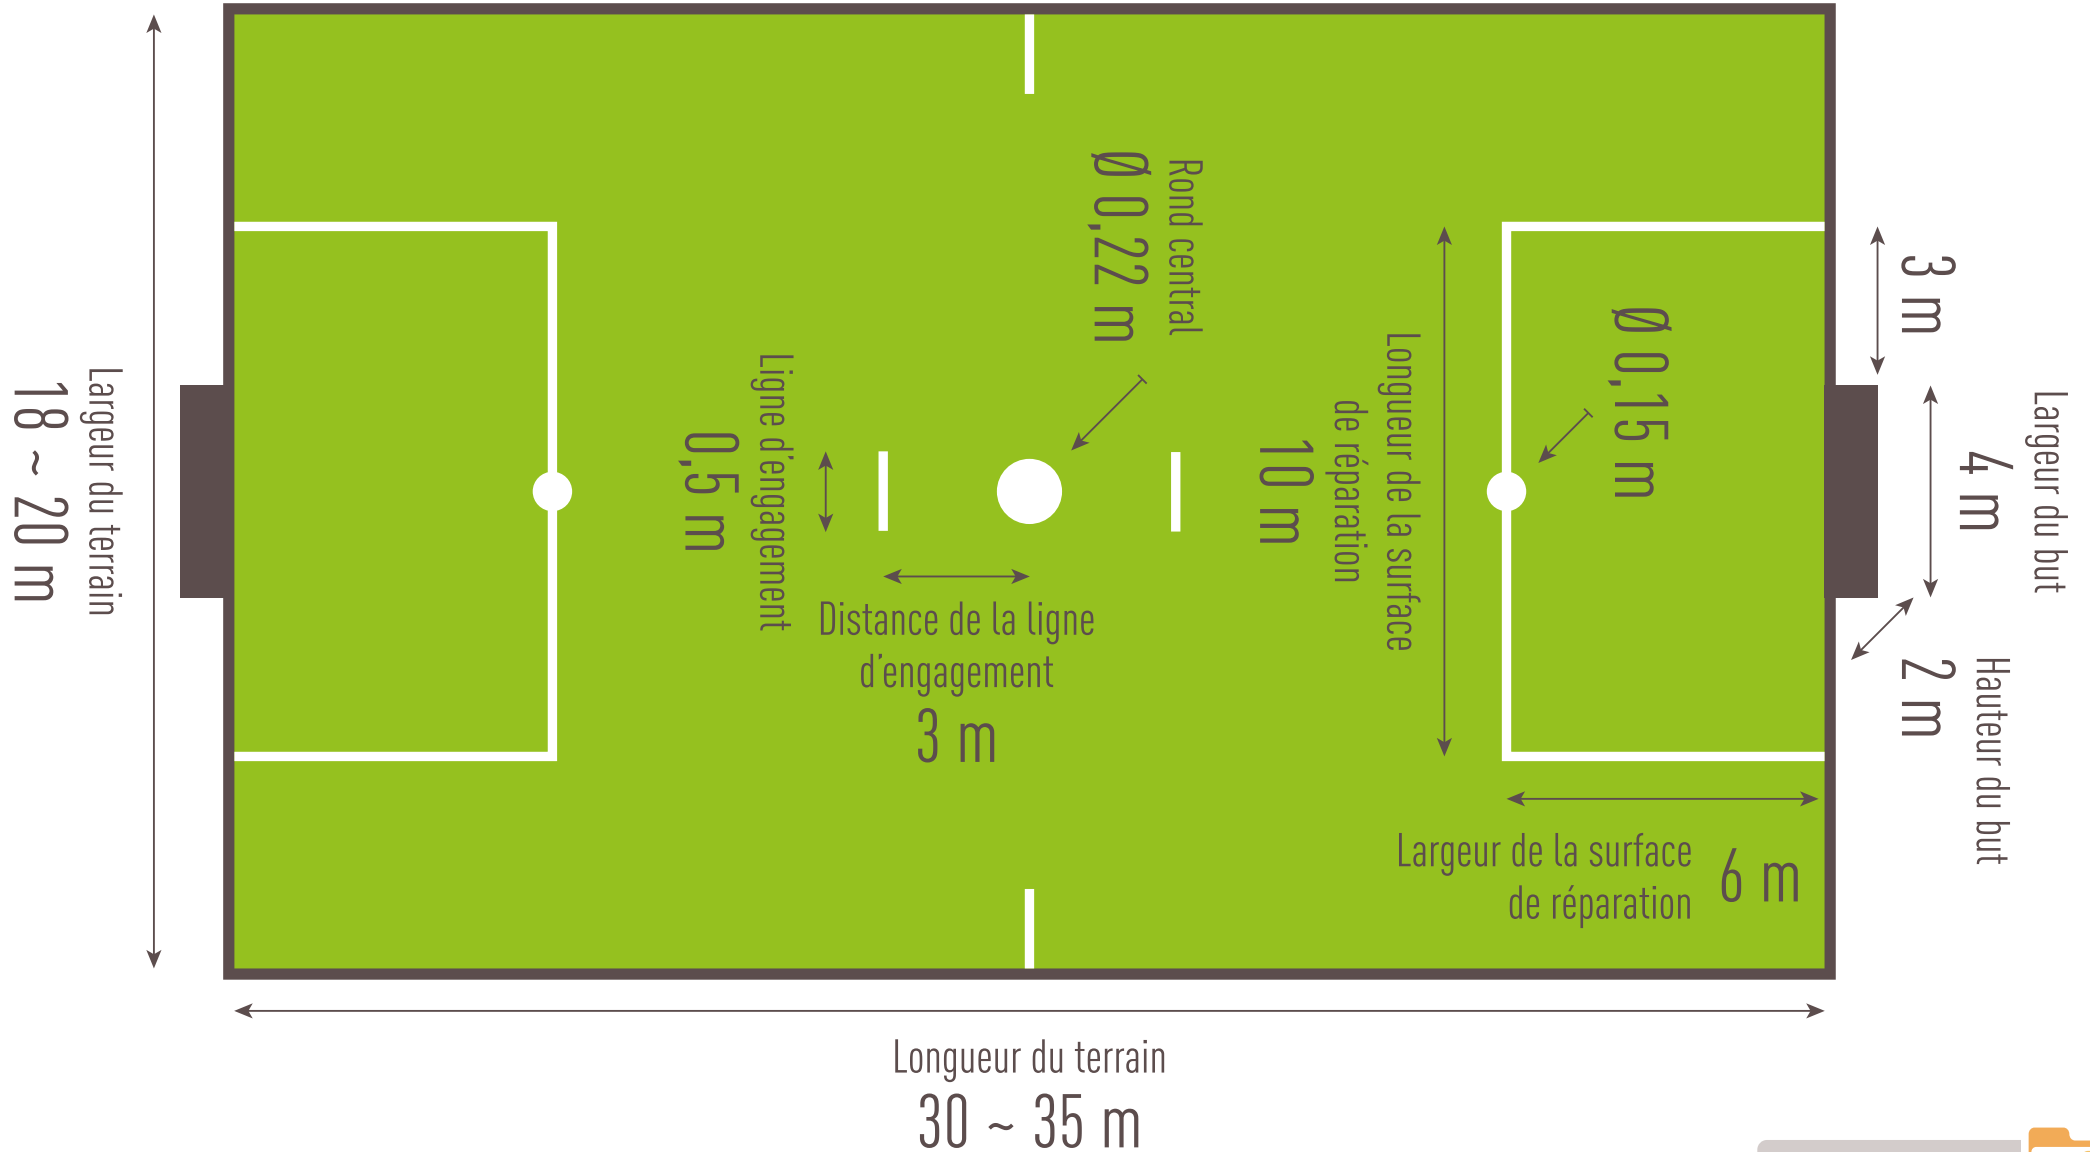 Largeur du terrain
18 ~ 20 m
Rond central
Ø 0,22 m
Ligne d'engagement
0,5 m
Distance de la ligne
d'engagement
3 m
Longueur de la surface
de réparation
10 m
Ø 0,15 m
3 m
Largeur du but
4 m
Hauteur du but
2 m
Largeur de la surface
de réparation
6 m
Longueur du terrain
30 ~ 35 m